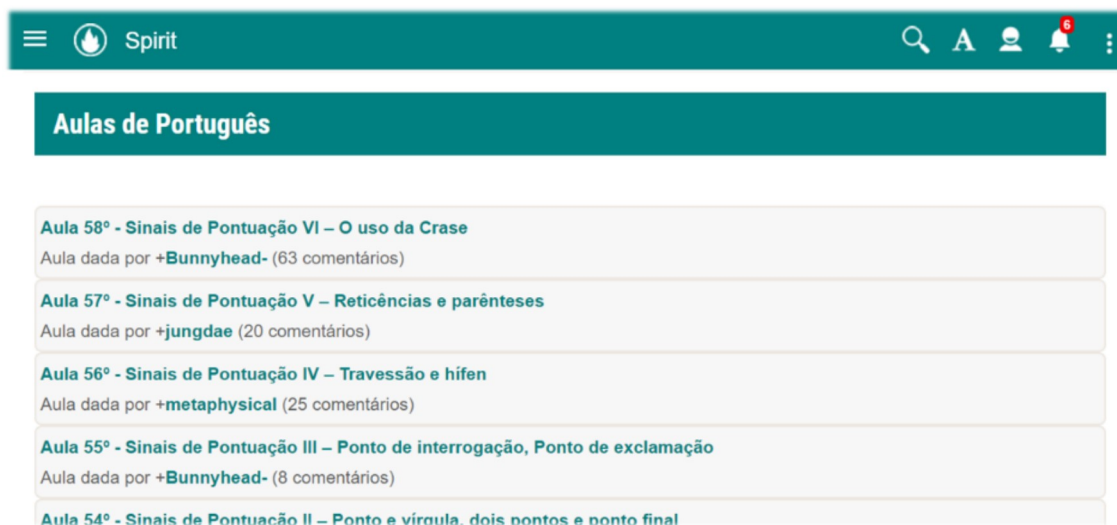 Spirit
A
6
Aulas de Português
Aula 58º - Sinais de Pontuação VI – O uso da Crase
Aula dada por +Bunnyhead- (63 comentários)
Aula 57º - Sinais de Pontuação V – Reticências e parênteses
Aula dada por +jungdae (20 comentários)
Aula 56º - Sinais de Pontuação IV – Travessão e hífen
Aula dada por +metaphysical (25 comentários)
Aula 55º - Sinais de Pontuação III – Ponto de interrogação, Ponto de exclamação
Aula dada por +Bunnyhead- (8 comentários)
Aula 54º - Sinais de Pontuação II – Ponto e vírgula, dois pontos e ponto final